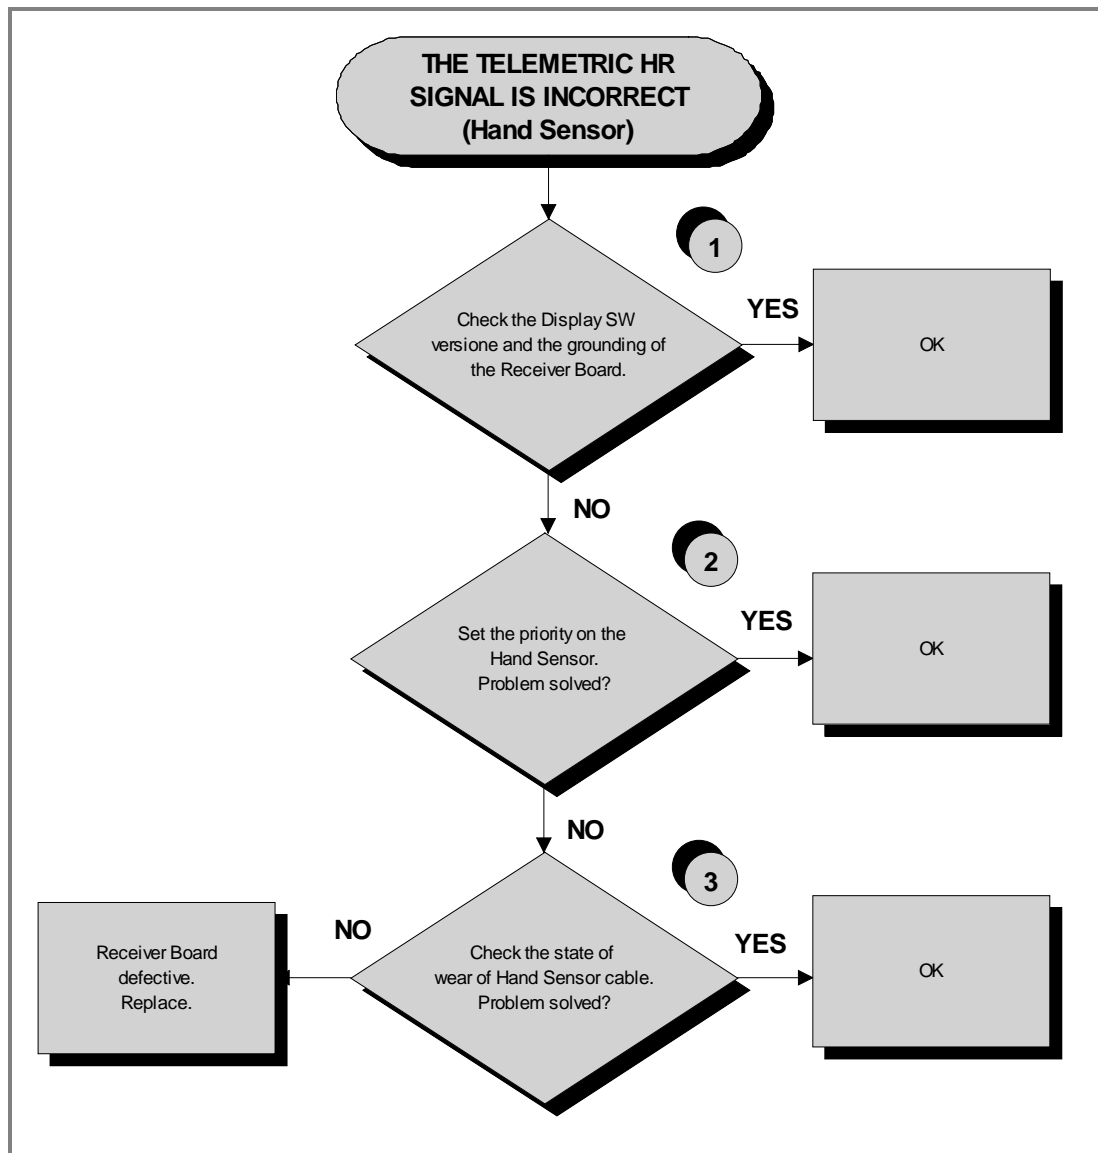 THE TELEMETRIC HR
SIGNAL IS INCORRECT
(Hand Sensor)
1
Check the Display SW
versione and the grounding of
the Receiver Board.
YES
OK
NO
2
Set the priority on the
Hand Sensor.
Problem solved?
YES
OK
NO
3
Check the state of
wear of Hand Sensor cable.
Problem solved?
YES
OK
NO
Receiver Board
defective.
Replace.